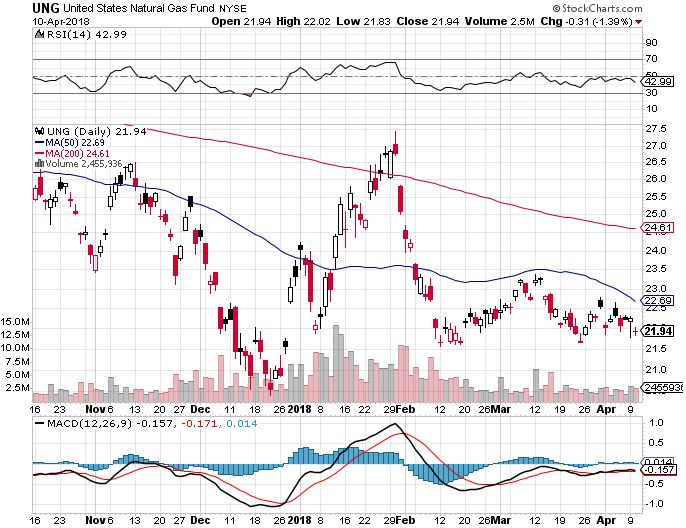 UNG United States Natural Gas Fund NYSE © StockCharts.com
10-Apr-2018 Open 21.94 High 22.02 Low 21.83 Close 21.94 Volume 2.5M Chg -0.31 (-1.39%)
RSI(14) 42.99
90
70
50
42.99
30
10
UNG (Daily) 21.94
MA(50) 22.69
MA(200) 24.61
Volume 2,455,936
27.5
27.0
26.5
26.0
25.5
25.0
24.61
24.0
23.5
23.0
22.69
21.94
21.5
21.0
15.0M
12.5M
10.0M
7.5M
5.0M
2.5M
2455936
16 23 Nov 6 13 20 27 Dec 11 18 26 2018 8 16 22 29 Feb 12 20 26 Mar 12 19 26 Apr 9
MACD(12,26,9) -0.157, -0.171, 0.014
1.0
0.5
0.014
-0.157
-0.5
-1.0
16 23 Nov 6 13 20 27 Dec 11 18 26 2018 8 16 22 29 Feb 12 20 26 Mar 12 19 26 Apr 9